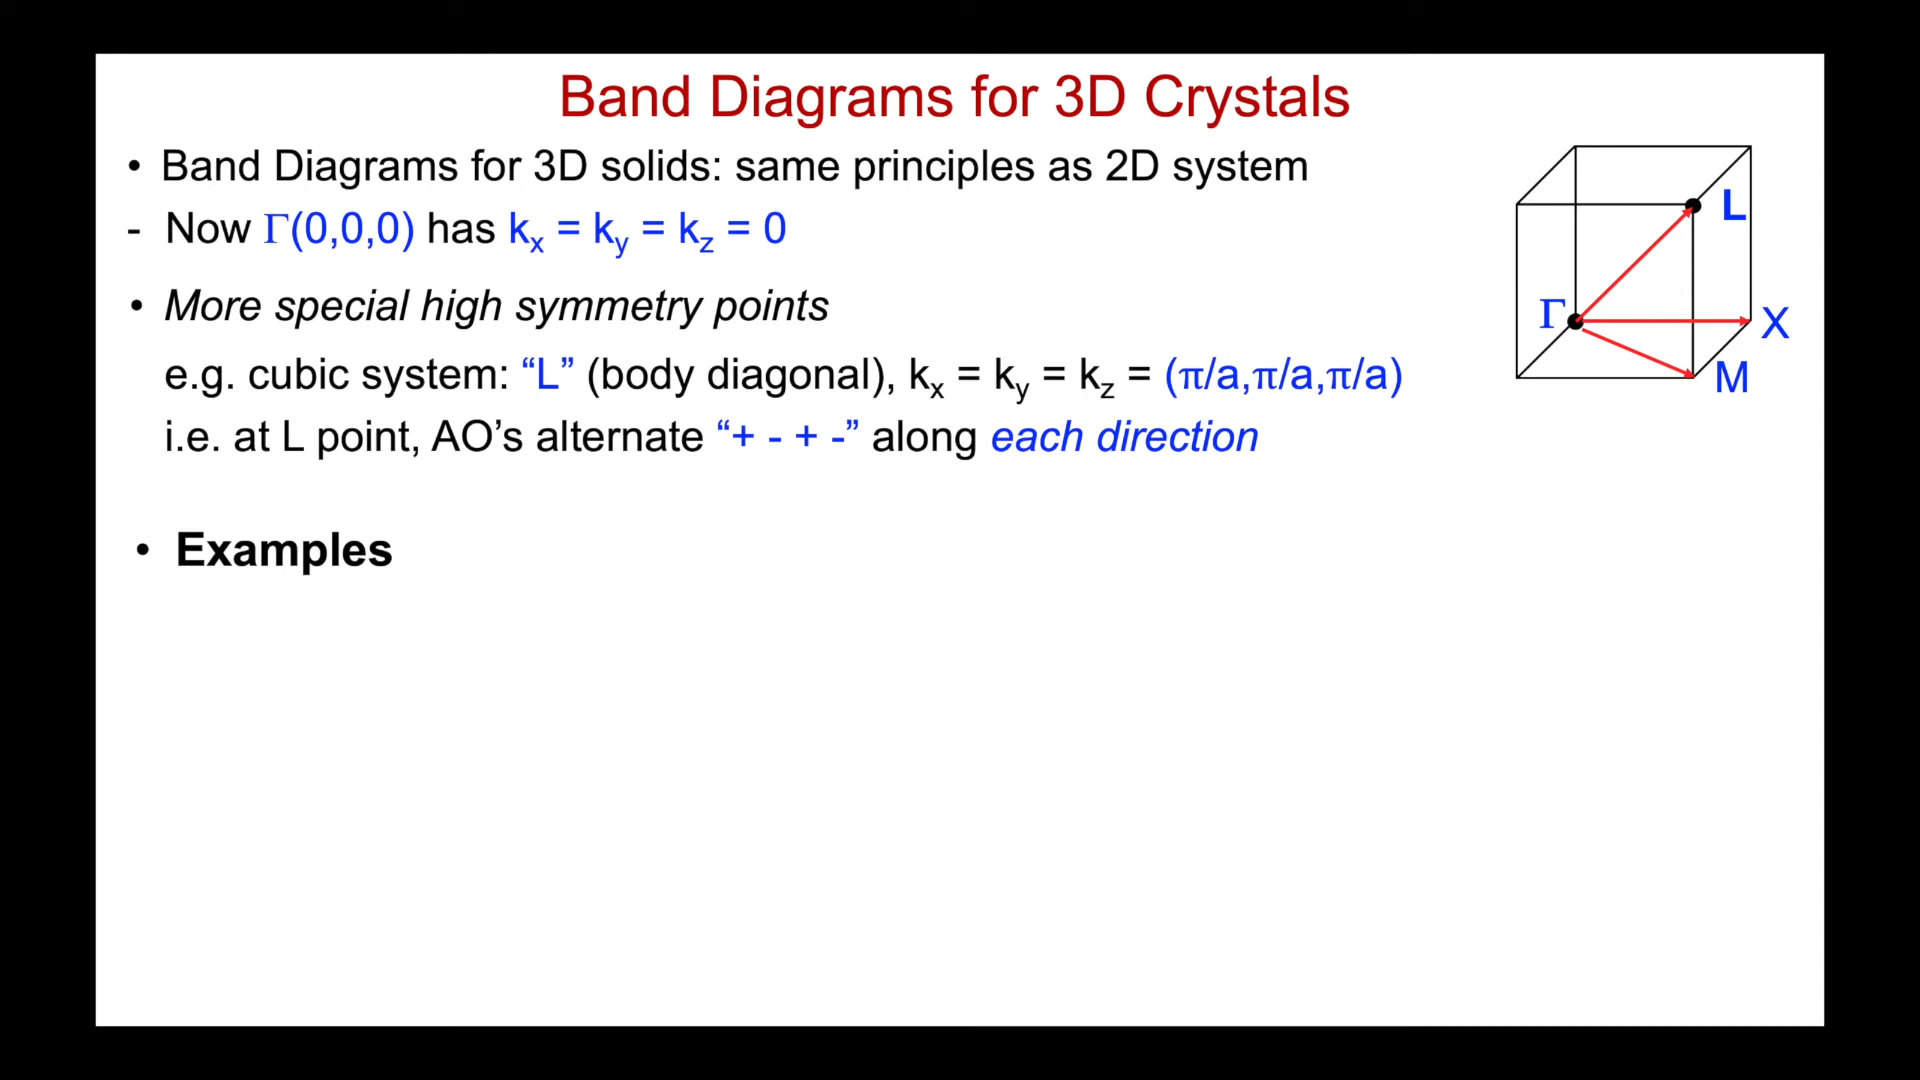 Band Diagrams for 3D Crystals
• Band Diagrams for 3D solids: same principles as 2D system
- Now Γ(0,0,0) has kx = ky = kz = 0
• More special high symmetry points
e.g. cubic system: “L” (body diagonal), kx = ky = kz = (π/a,π/a,π/a)
i.e. at L point, AO’s alternate “+ - + -” along each direction
• Examples
L
Γ
X
M